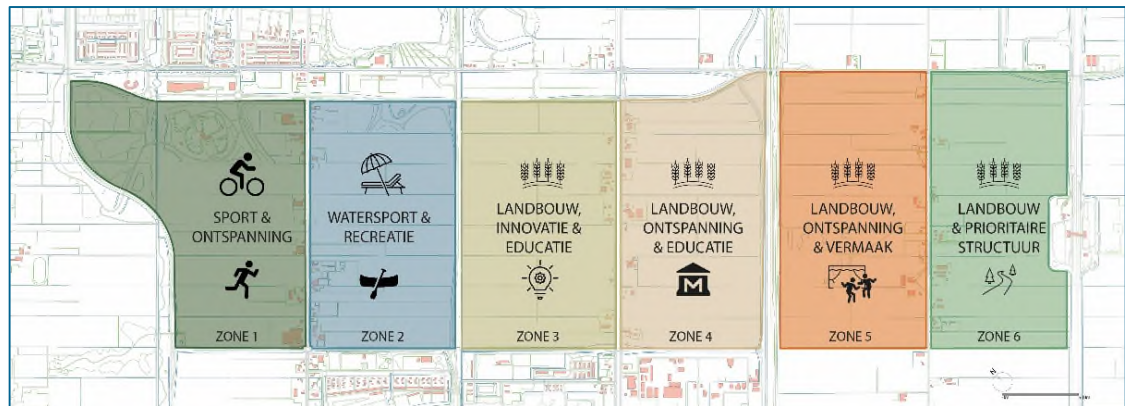 SPORT &
ONTSPANNING
ZONE 1
WATERSPORT &
RECREATIE
ZONE 2
LANDBOUW,
INNOVATIE &
EDUCATIE
ZONE 3
LANDBOUW,
ONTSPANNING
& EDUCATIE
M
ZONE 4
LANDBOUW,
ONTSPANNING
& VERMAAK
ZONE 5
LANDBOUW
& PRIORITAIRE
STRUCTUUR
ZONE 6
N